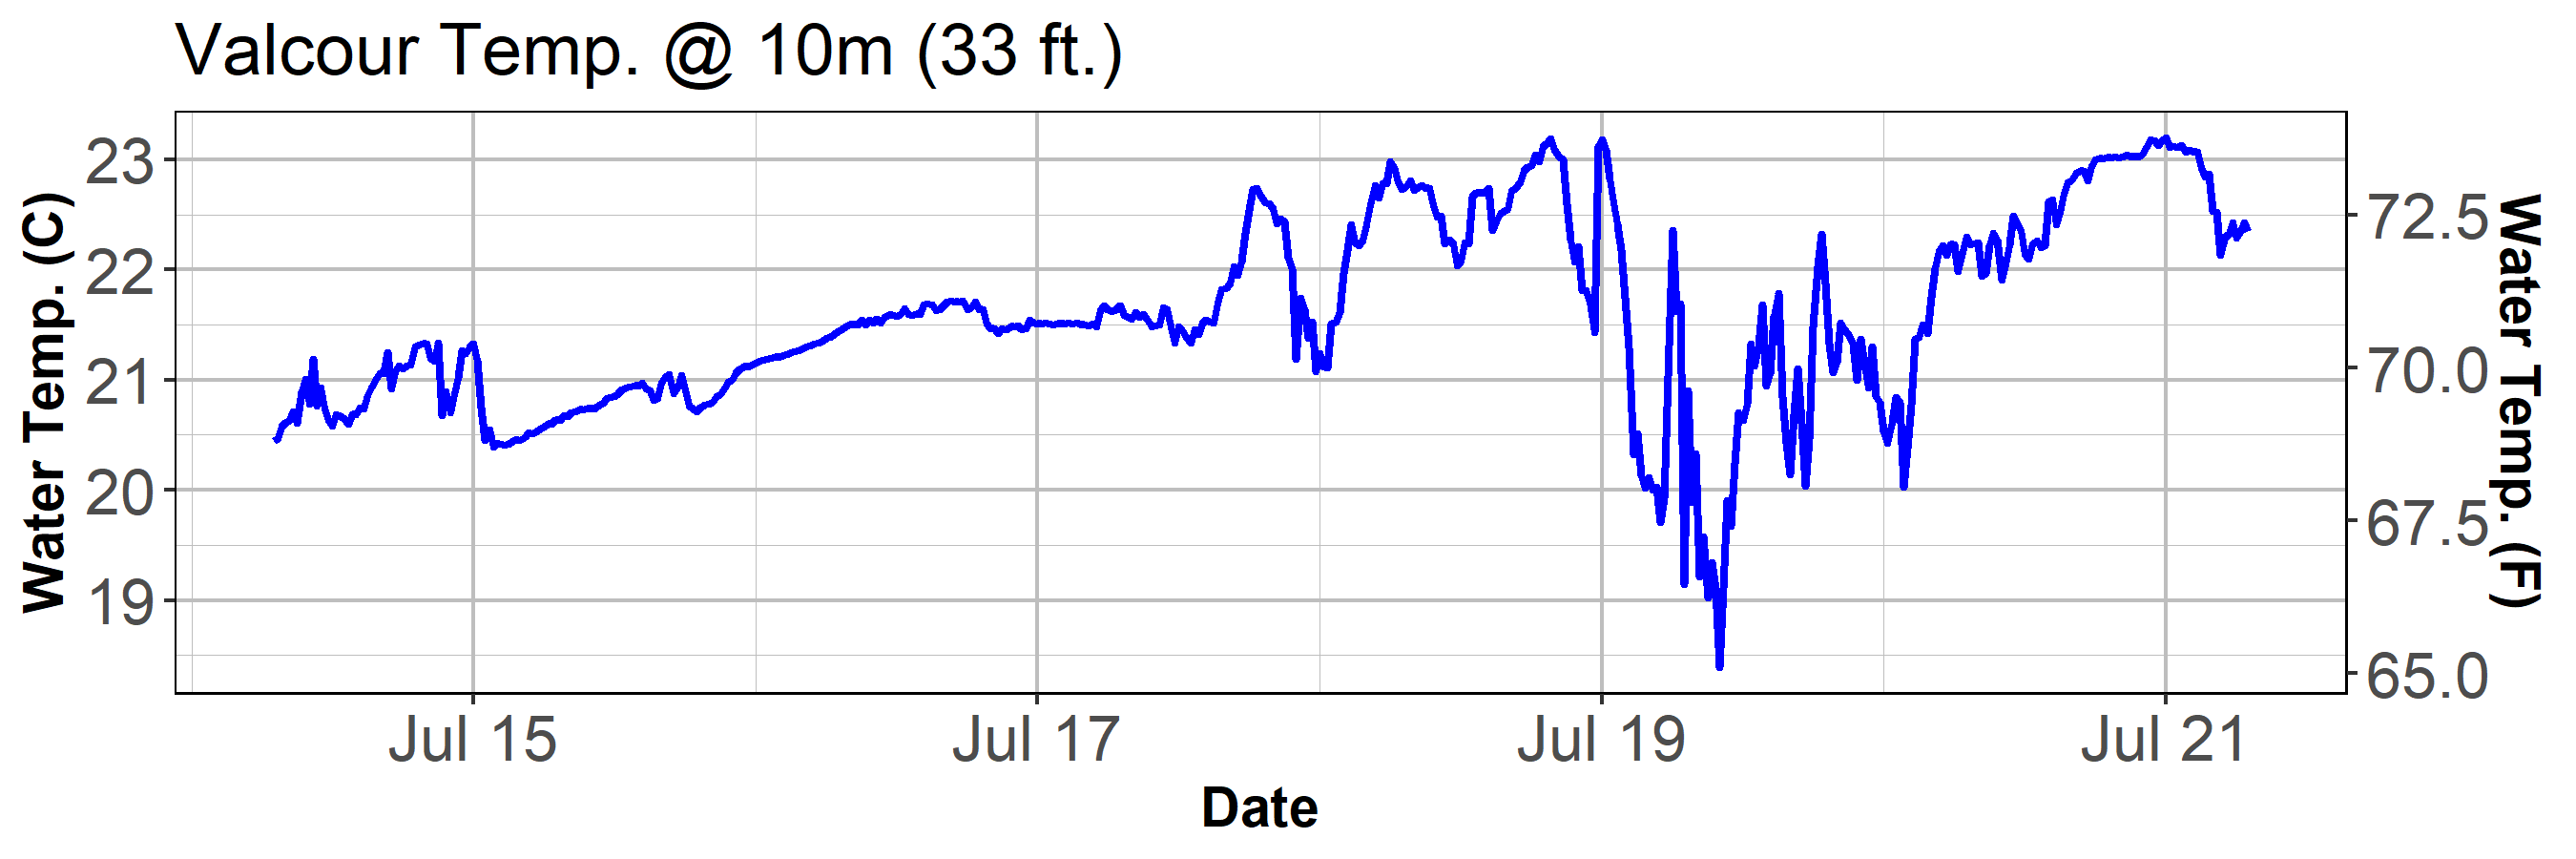 Valcour Temp. @ 10m (33 ft.)
Water Temp. (C)
23
22
21
20
19
72.5
70.0
67.5
65.0
Water Temp. (F)
Jul 15
Jul 17
Jul 19
Jul 21
Date